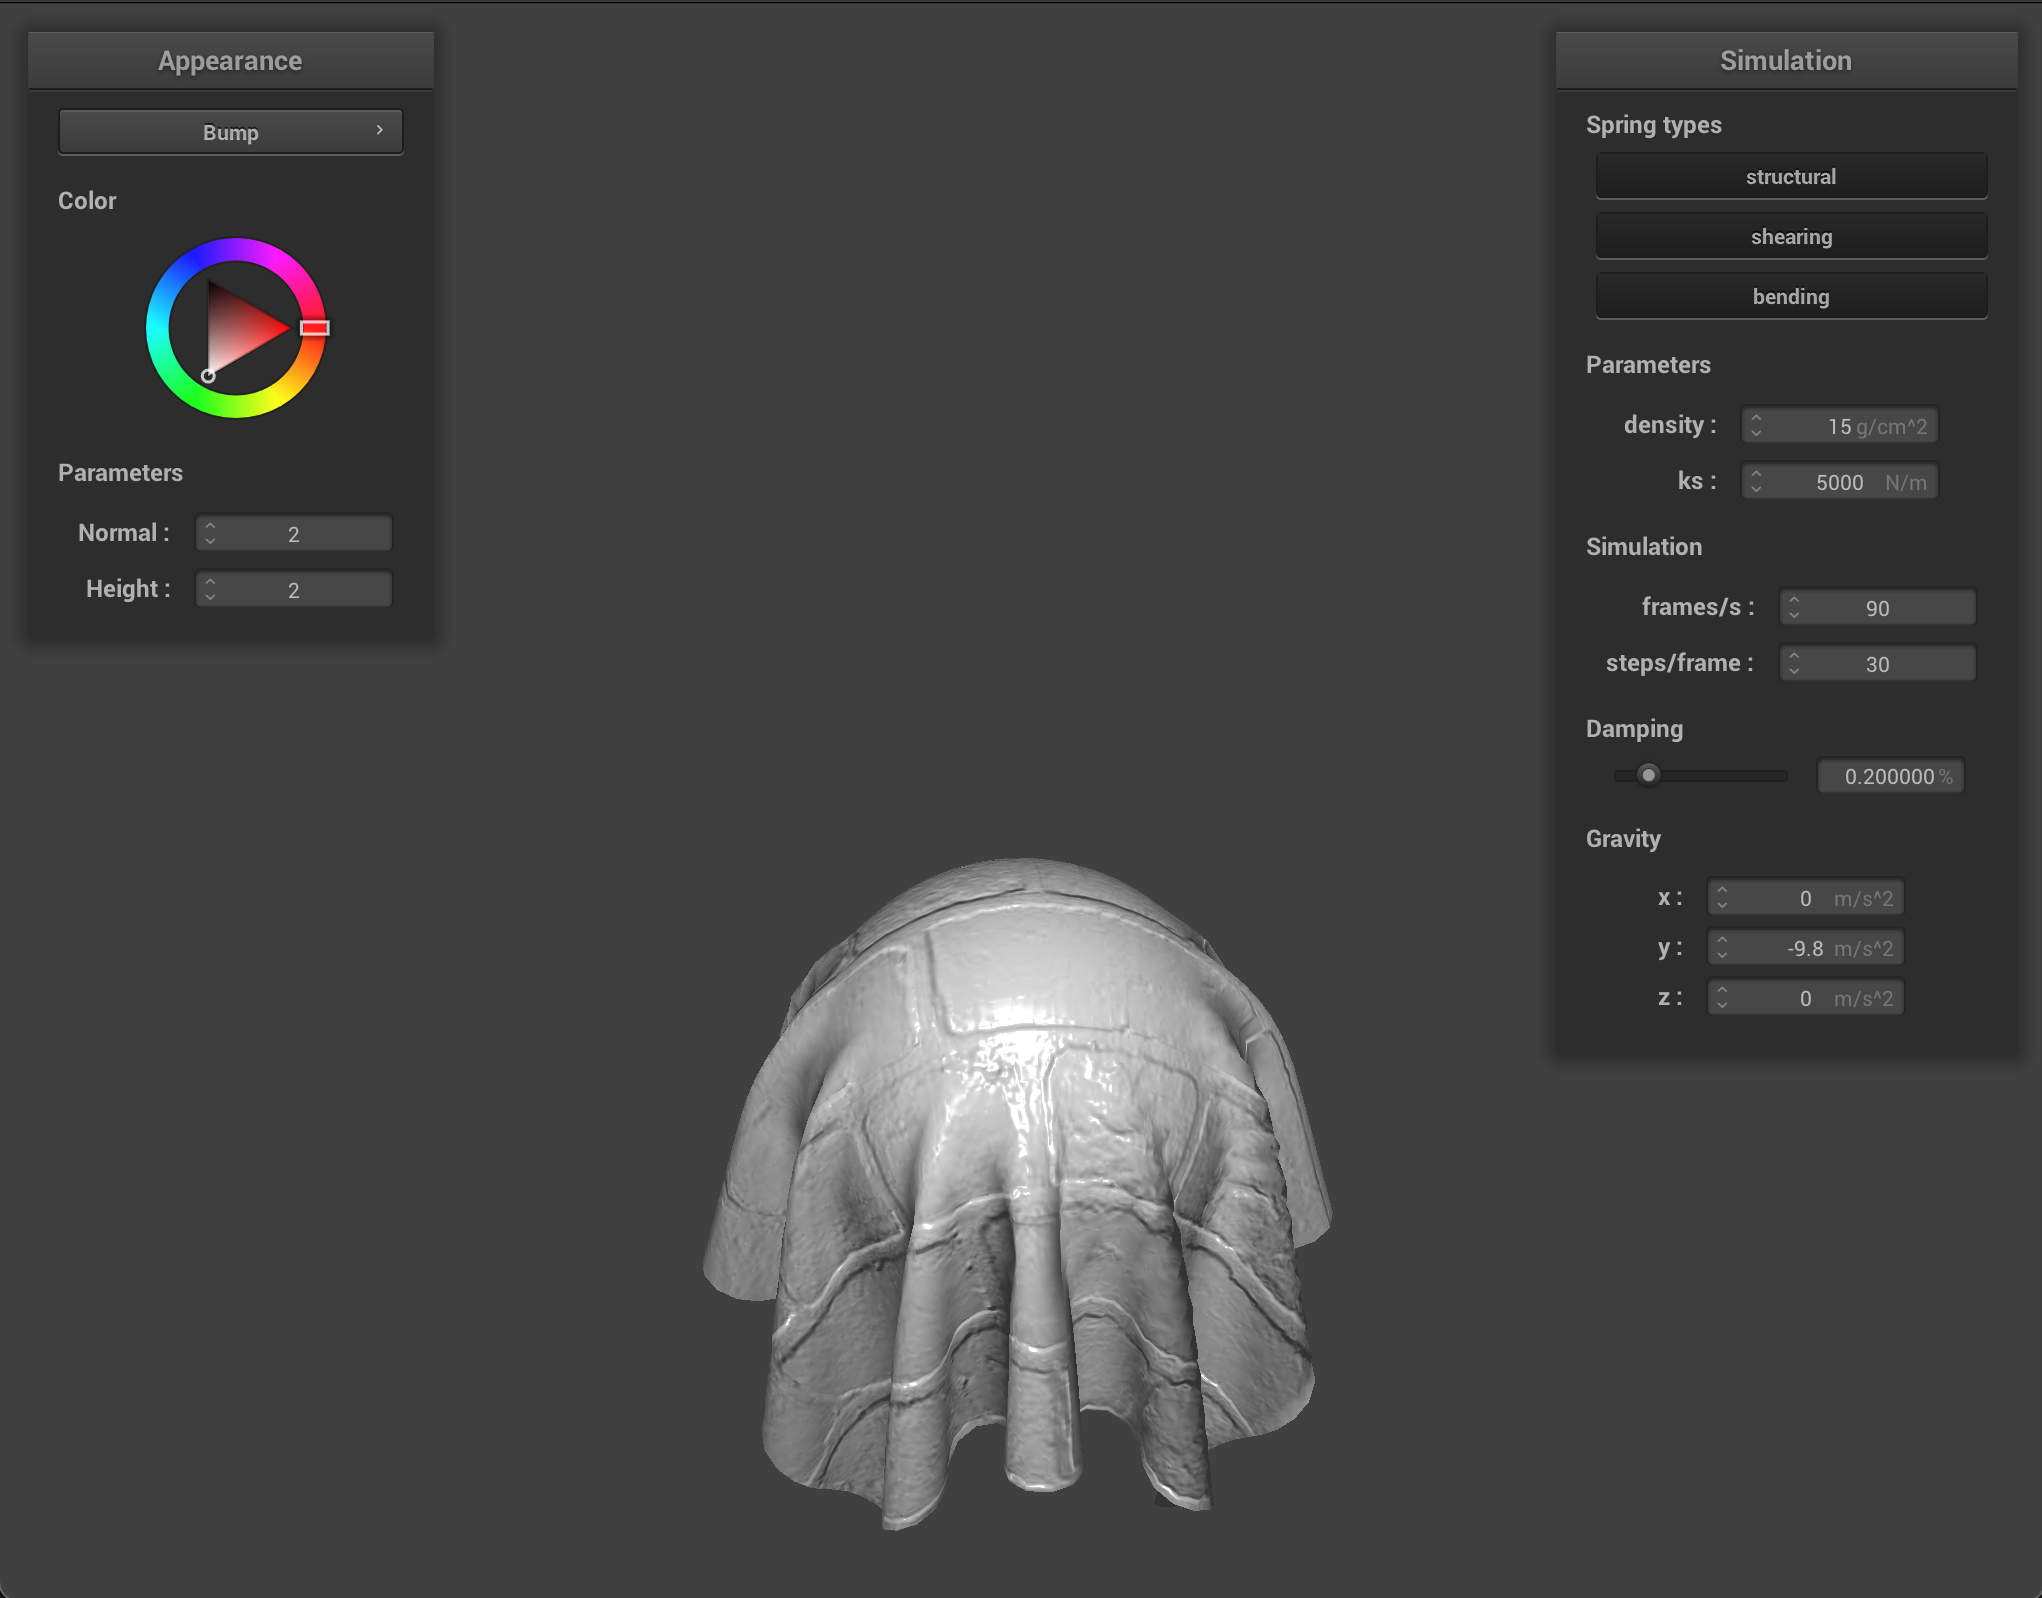 Appearance
Bump
Color
Parameters
Normal : 2
Height : 2
Simulation
Spring types
structural
shearing
bending
Parameters
density : 15 g/cm^2
ks : 5000 N/m
Simulation
frames/s : 90
steps/frame : 30
Damping
0.200000 %
Gravity
x : 0 m/s^2
y : -9.8 m/s^2
z : 0 m/s^2